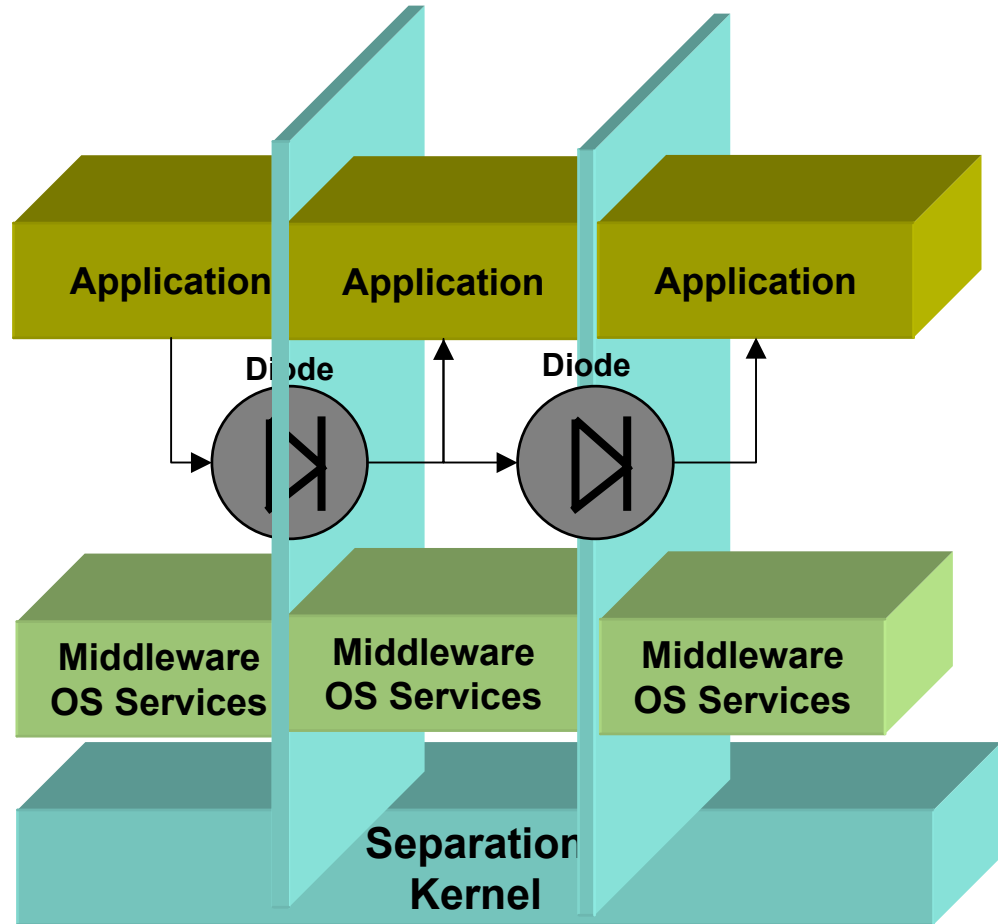 Application
Application
Application
Diode
Diode
Middleware
OS Services
Middleware
OS Services
Middleware
OS Services
Separation
Kernel